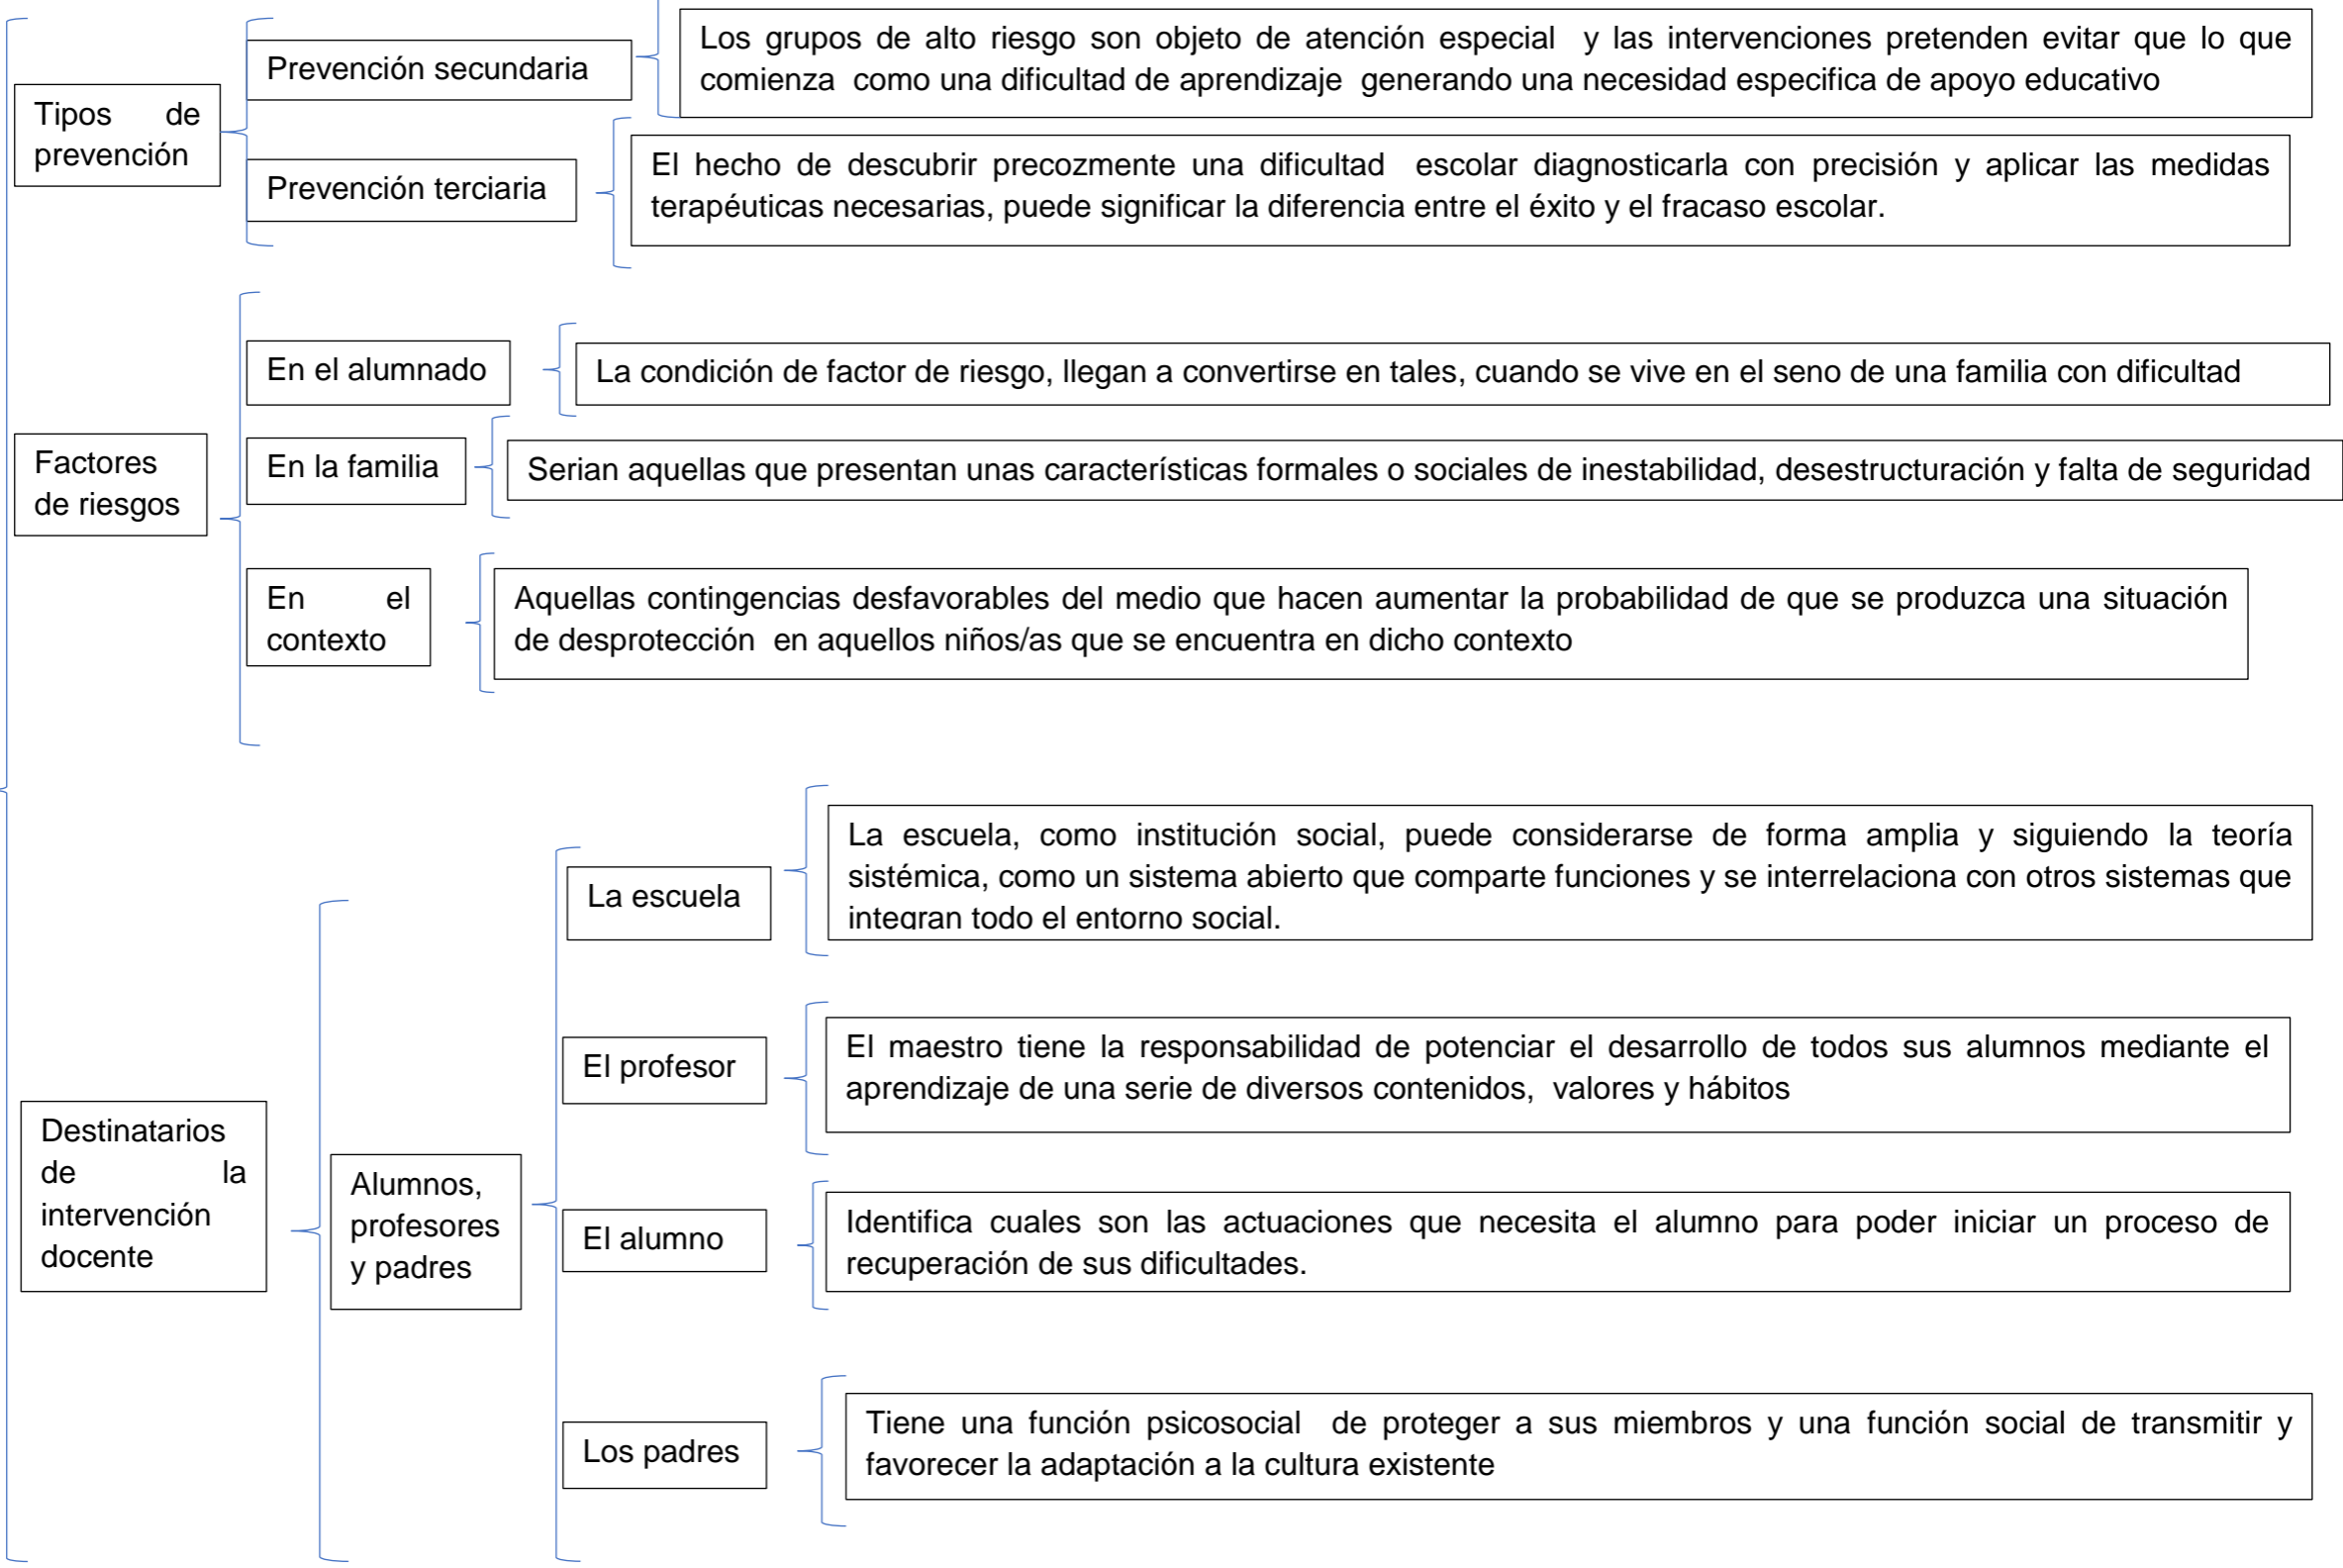 Tipos de
prevención
Prevención secundaria
Los grupos de alto riesgo son objeto de atención especial y las intervenciones pretenden evitar que lo que
comienza como una dificultad de aprendizaje generando una necesidad especifica de apoyo educativo
Prevención terciaria
El hecho de descubrir precozmente una dificultad escolar diagnosticarla con precisión y aplicar las medidas
terapéuticas necesarias, puede significar la diferencia entre el éxito y el fracaso escolar.
Factores
de riesgos
En el alumnado
La condición de factor de riesgo, llegan a convertirse en tales, cuando se vive en el seno de una familia con dificultad
En la familia
Serian aquellas que presentan unas características formales o sociales de inestabilidad, desestructuración y falta de seguridad
En el
contexto
Aquellas contingencias desfavorables del medio que hacen aumentar la probabilidad de que se produzca una situación
de desprotección en aquellos niños/as que se encuentra en dicho contexto
Destinatarios
de la
intervención
docente
Alumnos,
profesores
y padres
La escuela
La escuela, como institución social, puede considerarse de forma amplia y siguiendo la teoría
sistémica, como un sistema abierto que comparte funciones y se interrelaciona con otros sistemas que
integran todo el entorno social.
El profesor
El maestro tiene la responsabilidad de potenciar el desarrollo de todos sus alumnos mediante el
aprendizaje de una serie de diversos contenidos, valores y hábitos
El alumno
Identifica cuales son las actuaciones que necesita el alumno para poder iniciar un proceso de
recuperación de sus dificultades.
Los padres
Tiene una función psicosocial de proteger a sus miembros y una función social de transmitir y
favorecer la adaptación a la cultura existente